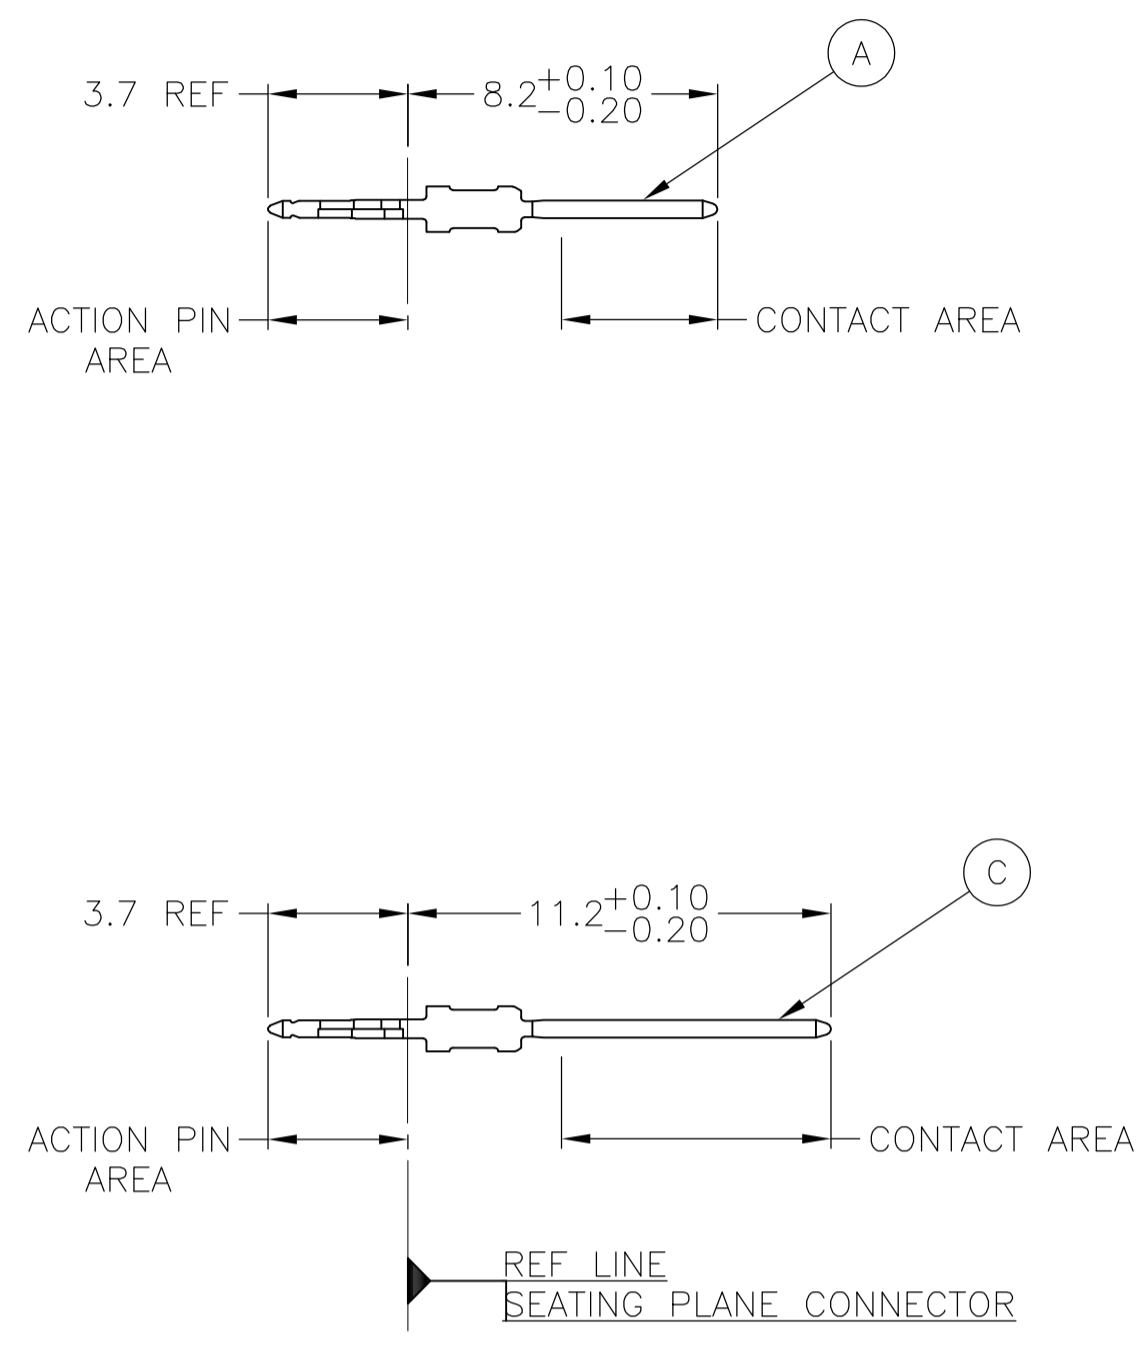 A
3.7 REF
8.2 +0.10
-0.20
ACTION PIN
AREA
CONTACT AREA
C
3.7 REF
11.2 +0.10
-0.20
ACTION PIN
AREA
CONTACT AREA
REF LINE
SEATING PLANE CONNECTOR